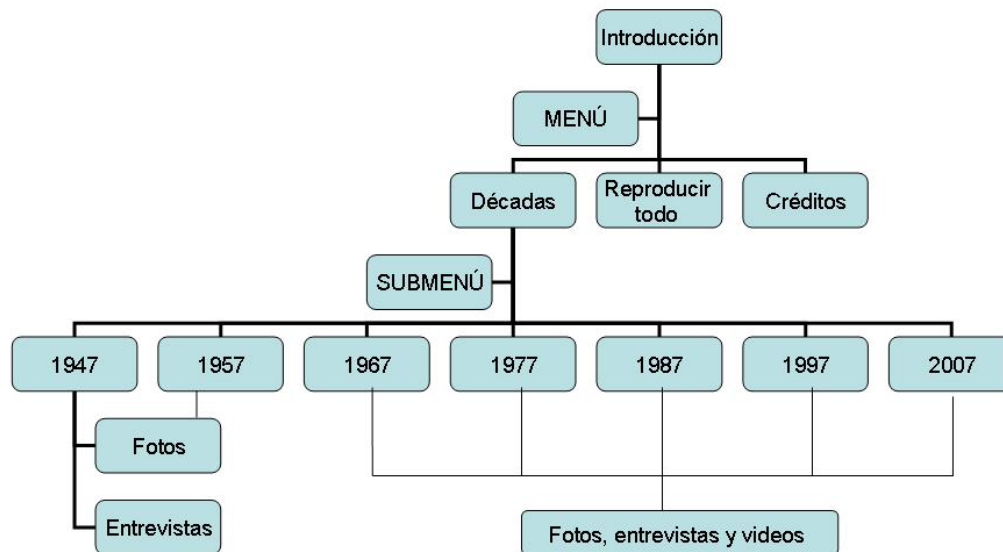 Introducción
MENÚ
Décadas
Reproducir
todo
Créditos
SUBMENÚ
1947
1957
1967
1977
1987
1997
2007
Fotos
Entrevistas
Fotos, entrevistas y videos